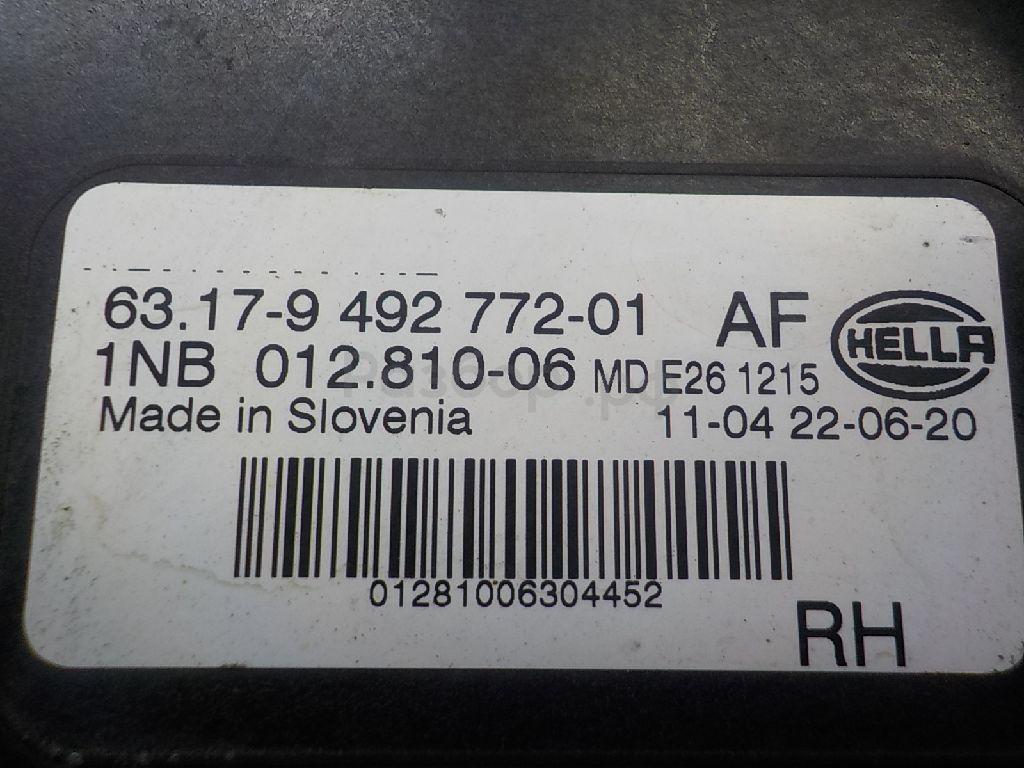 63.17-9 492 772-01 AF HELLA
1NB 012.810-06 MD E26 1215
Made in Slovenia 11-04 22-06-20
01281006304452
RH